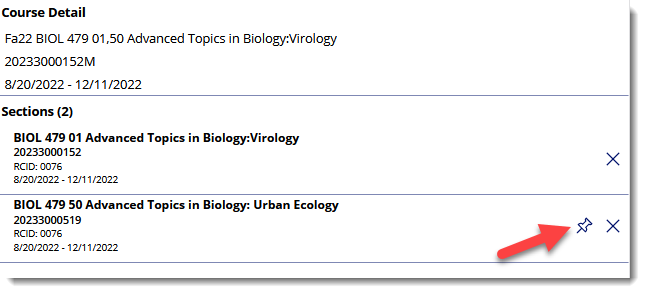 Course Detail
Fa22 BIOL 479 01,50 Advanced Topics in Biology:Virology
20233000152M
8/20/2022 - 12/11/2022
Sections (2)
BIOL 479 01 Advanced Topics in Biology:Virology
20233000152
RCID: 0076
8/20/2022 - 12/11/2022
BIOL 479 50 Advanced Topics in Biology: Urban Ecology
20233000519
RCID: 0076
8/20/2022 - 12/11/2022